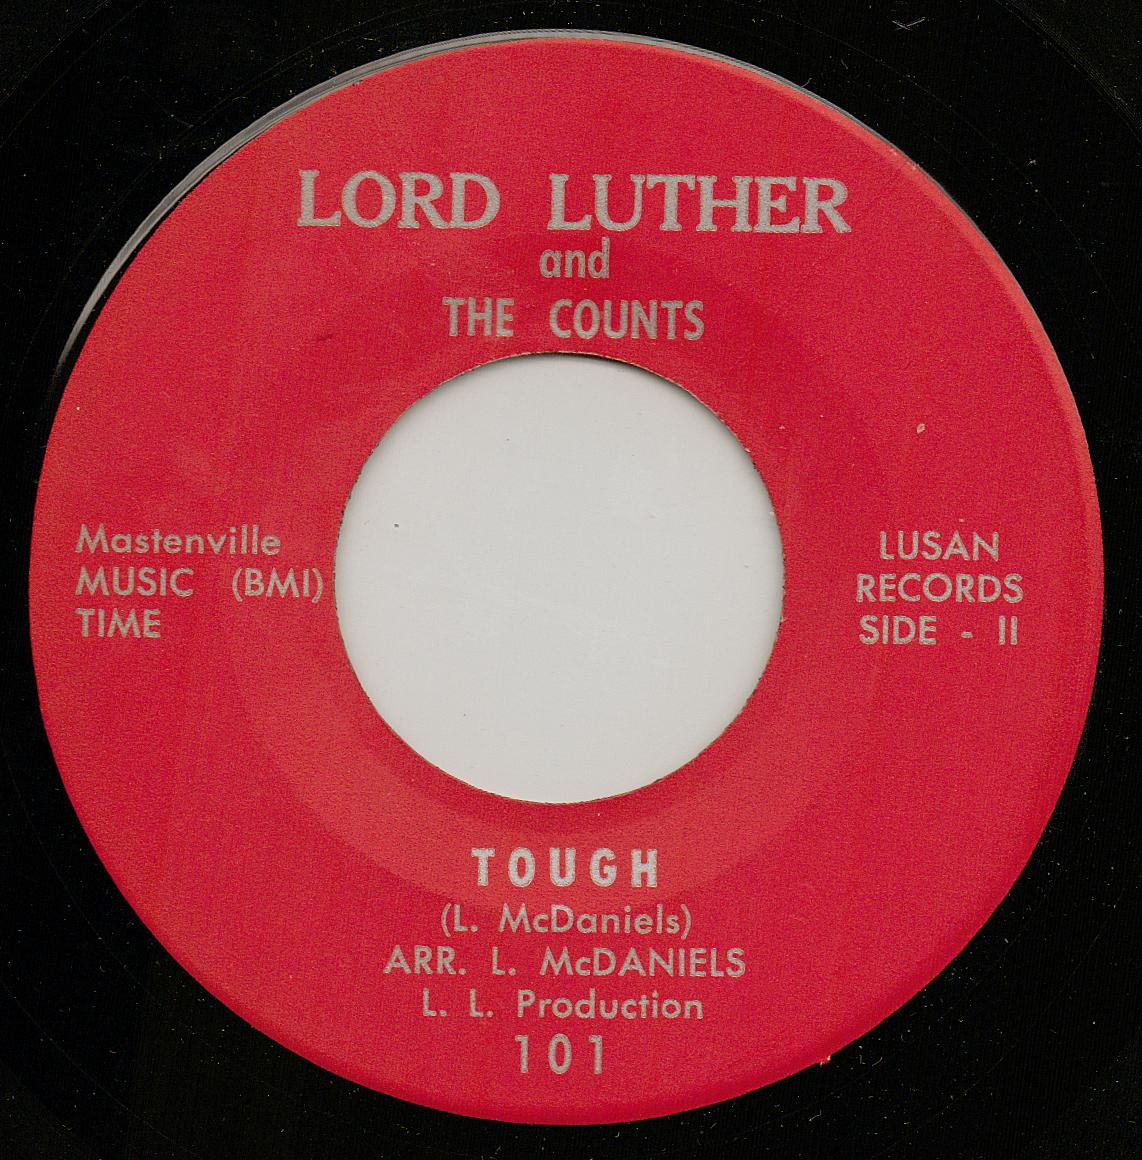 LORD LUTHER
and
THE COUNTS
Mastenville
MUSIC (BMI)
TIME
LUSAN
RECORDS
SIDE - II
TOUGH
(L. McDaniels)
ARR. L. McDANIELS
L. L. Production
101